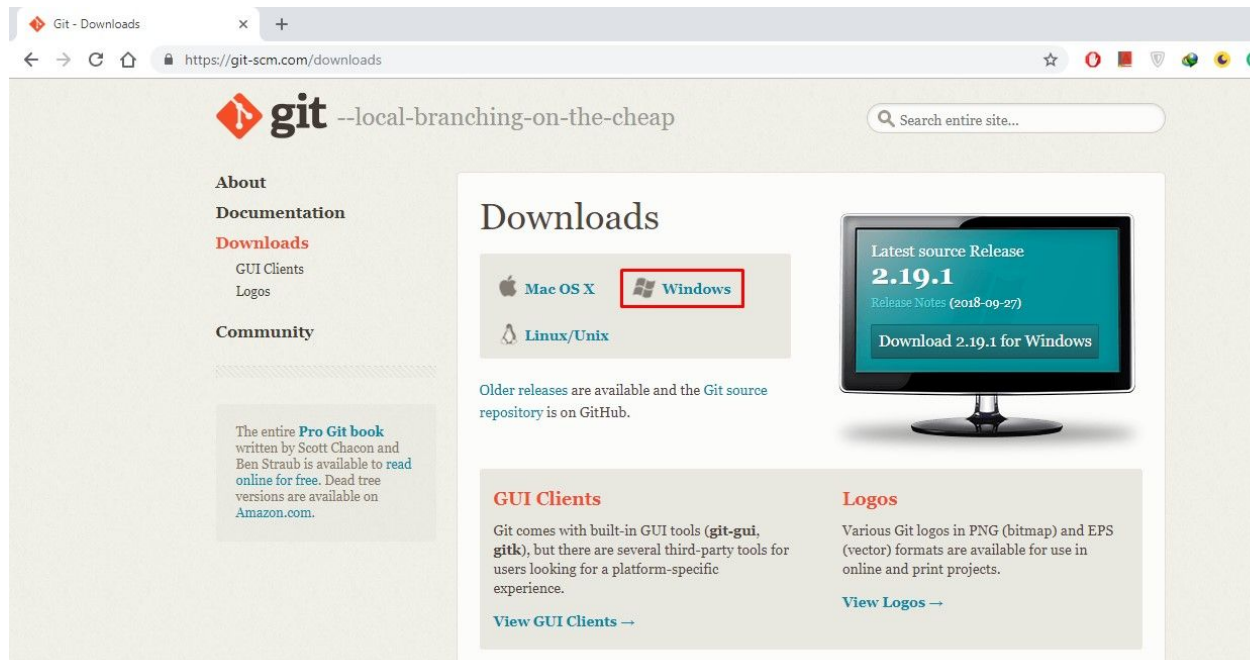 Git - Downloads
https://git-scm.com/downloads
git --local-branching-on-the-cheap
Search entire site...
About
Documentation
Downloads
GUI Clients
Logos
Community
The entire Pro Git book
written by Scott Chacon and
Ben Straub is available to read
online for free. Dead tree
versions are available on
Amazon.com.
Downloads
Mac OS X
Windows
Linux/Unix
Older releases are available and the Git source
repository is on GitHub.
Latest source Release
2.19.1
Release Notes (2018-09-27)
Download 2.19.1 for Windows
GUI Clients
Git comes with built-in GUI tools (git-gui,
gitk), but there are several third-party tools for
users looking for a platform-specific
experience.
View GUI Clients →
Logos
Various Git logos in PNG (bitmap) and EPS
(vector) formats are available for use in
online and print projects.
View Logos →